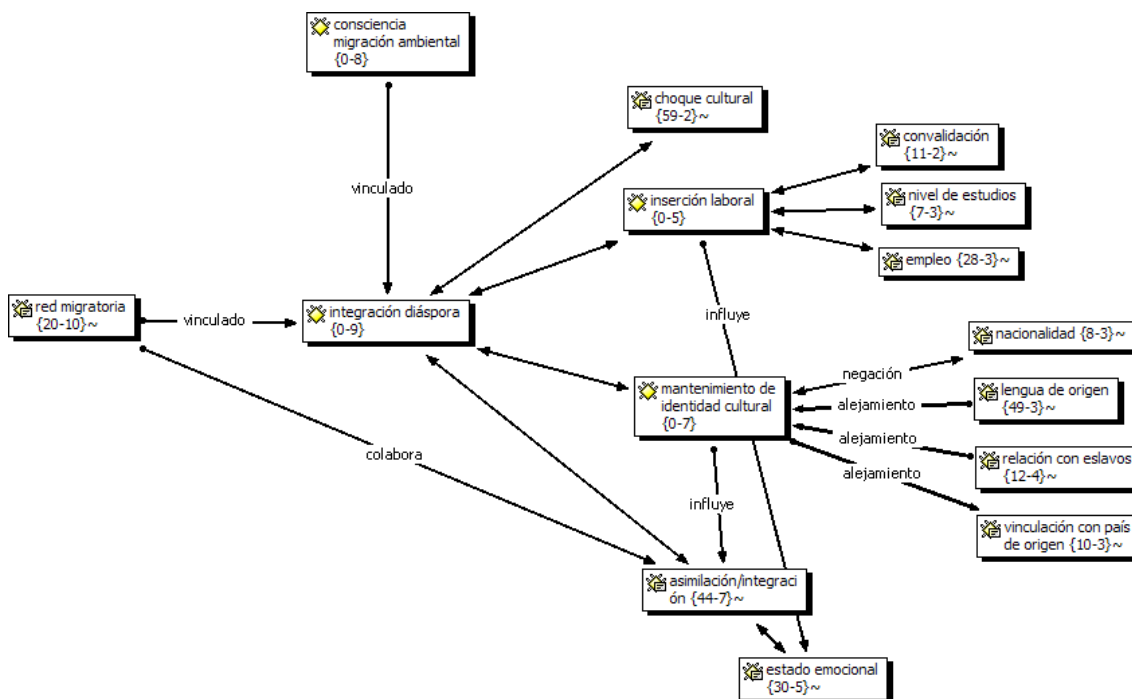 consciencia
migración ambiental
{0-8}
choque cultural
{59-2}~
convalidación
{11-2}~
vinculado
inserción laboral
{0-5}
nivel de estudios
{7-3}~
empleo {28-3}~
red migratoria
{20-10}~
vinculado
integración diáspora
{0-9}
influye
nacionalidad {8-3}~
negación
mantenimiento de
identidad cultural
{0-7}
lengua de origen
{49-3}~
alejamiento
alejamiento
relación con eslavos
{12-4}~
colabora
alejamiento
influye
vinculación con país
de origen {10-3}~
asimilación/integraci
ón {44-7}~
estado emocional
{30-5}~